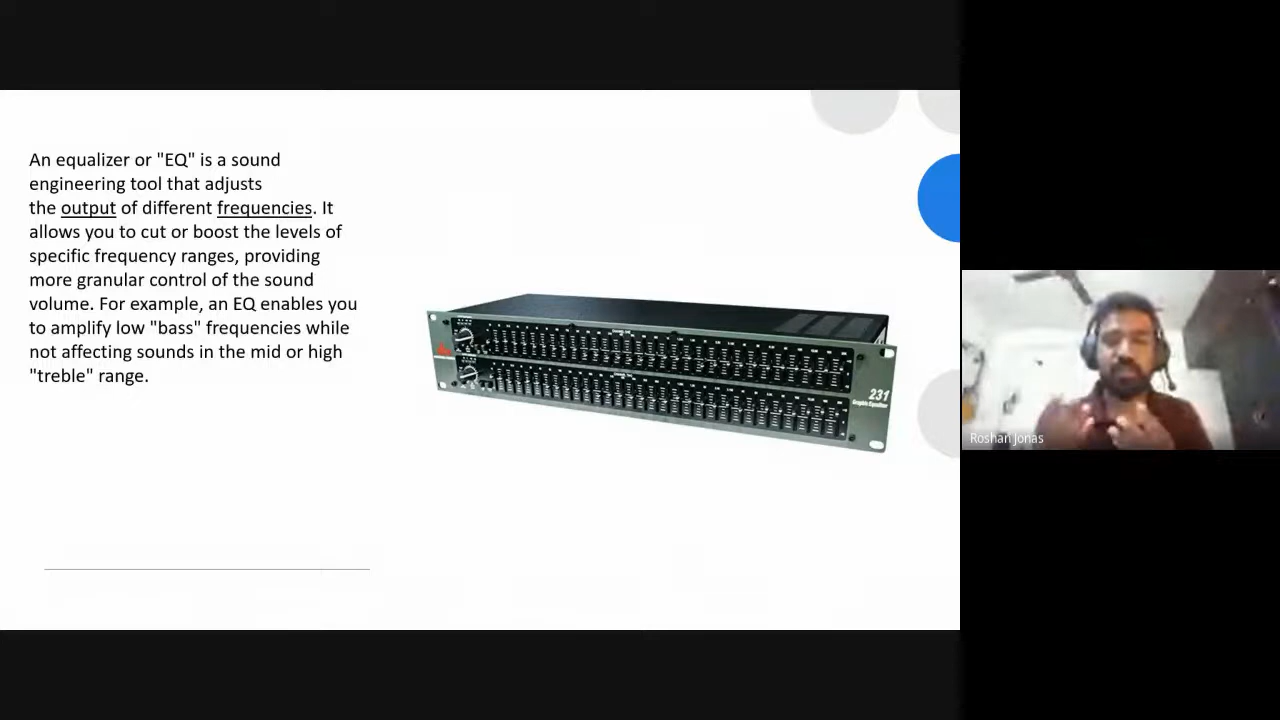 An equalizer or "EQ" is a sound
engineering tool that adjusts
the output of different frequencies. It
allows you to cut or boost the levels of
specific frequency ranges, providing
more granular control of the sound
volume. For example, an EQ enables you
to amplify low "bass" frequencies while
not affecting sounds in the mid or high
"treble" range.
231
Graphic Equalizer
Roshan Jonas